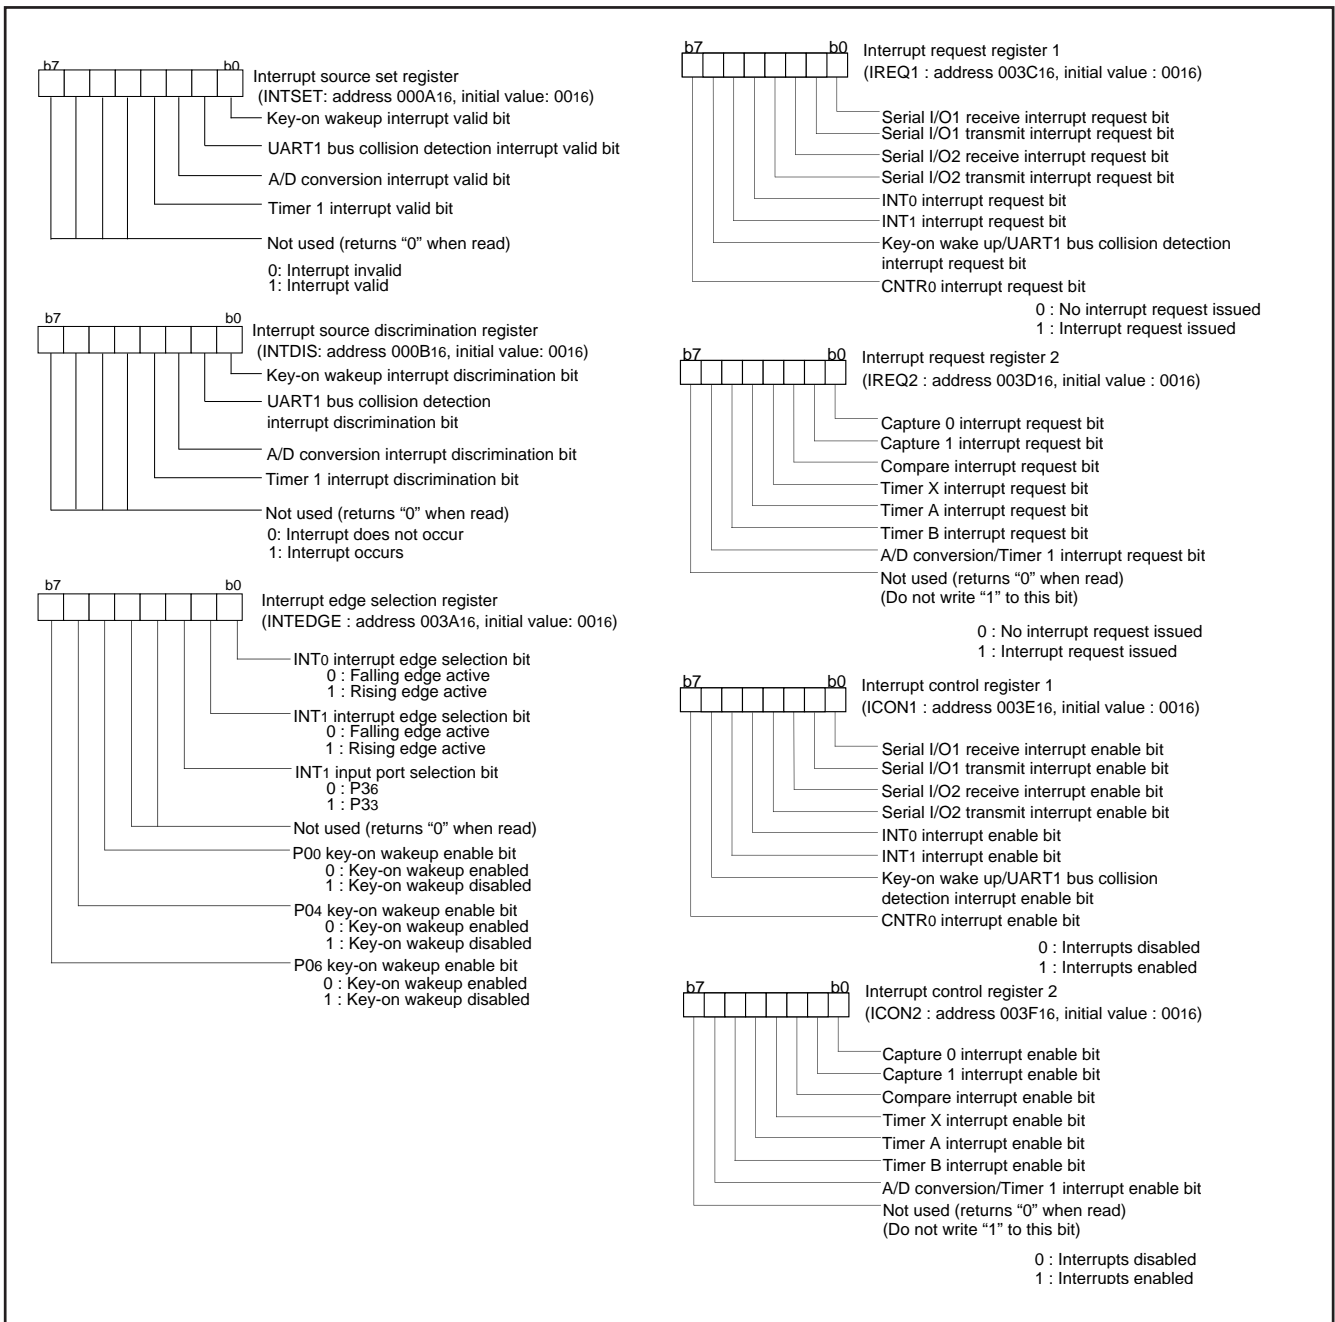 b7 b0
Interrupt source set register
(INTSET: address 000A16, initial value: 0016)
Key-on wakeup interrupt valid bit
UART1 bus collision detection interrupt valid bit
A/D conversion interrupt valid bit
Timer 1 interrupt valid bit
Not used (returns “0” when read)
0: Interrupt invalid
1: Interrupt valid
b7 b0
Interrupt source discrimination register
(INTDIS: address 000B16, initial value: 0016)
Key-on wakeup interrupt discrimination bit
UART1 bus collision detection
interrupt discrimination bit
A/D conversion interrupt discrimination bit
Timer 1 interrupt discrimination bit
Not used (returns “0” when read)
0: Interrupt does not occur
1: Interrupt occurs
b7 b0
Interrupt edge selection register
(INTEDGE : address 003A16, initial value: 0016)
INT0 interrupt edge selection bit
0 : Falling edge active
1 : Rising edge active
INT1 interrupt edge selection bit
0 : Falling edge active
1 : Rising edge active
INT1 input port selection bit
0 : P36
1 : P33
Not used (returns “0” when read)
P00 key-on wakeup enable bit
0 : Key-on wakeup enabled
1 : Key-on wakeup disabled
P04 key-on wakeup enable bit
0 : Key-on wakeup enabled
1 : Key-on wakeup disabled
P06 key-on wakeup enable bit
0 : Key-on wakeup enabled
1 : Key-on wakeup disabled
b7 b0
Interrupt request register 1
(IREQ1 : address 003C16, initial value : 0016)
Serial I/O1 receive interrupt request bit
Serial I/O1 transmit interrupt request bit
Serial I/O2 receive interrupt request bit
Serial I/O2 transmit interrupt request bit
INT0 interrupt request bit
INT1 interrupt request bit
Key-on wake up/UART1 bus collision detection
interrupt request bit
CNTR0 interrupt request bit
0 : No interrupt request issued
1 : Interrupt request issued
b7 b0
Interrupt request register 2
(IREQ2 : address 003D16, initial value : 0016)
Capture 0 interrupt request bit
Capture 1 interrupt request bit
Compare interrupt request bit
Timer X interrupt request bit
Timer A interrupt request bit
Timer B interrupt request bit
A/D conversion/Timer 1 interrupt request bit
Not used (returns “0” when read)
(Do not write “1” to this bit)
0 : No interrupt request issued
1 : Interrupt request issued
b7 b0
Interrupt control register 1
(ICON1 : address 003E16, initial value : 0016)
Serial I/O1 receive interrupt enable bit
Serial I/O1 transmit interrupt enable bit
Serial I/O2 receive interrupt enable bit
Serial I/O2 transmit interrupt enable bit
INT0 interrupt enable bit
INT1 interrupt enable bit
Key-on wake up/UART1 bus collision
detection interrupt enable bit
CNTR0 interrupt enable bit
0 : Interrupts disabled
1 : Interrupts enabled
b7 b0
Interrupt control register 2
(ICON2 : address 003F16, initial value : 0016)
Capture 0 interrupt enable bit
Capture 1 interrupt enable bit
Compare interrupt enable bit
Timer X interrupt enable bit
Timer A interrupt enable bit
Timer B interrupt enable bit
A/D conversion/Timer 1 interrupt enable bit
Not used (returns “0” when read)
(Do not write “1” to this bit)
0 : Interrupts disabled
1 : Interrupts enabled